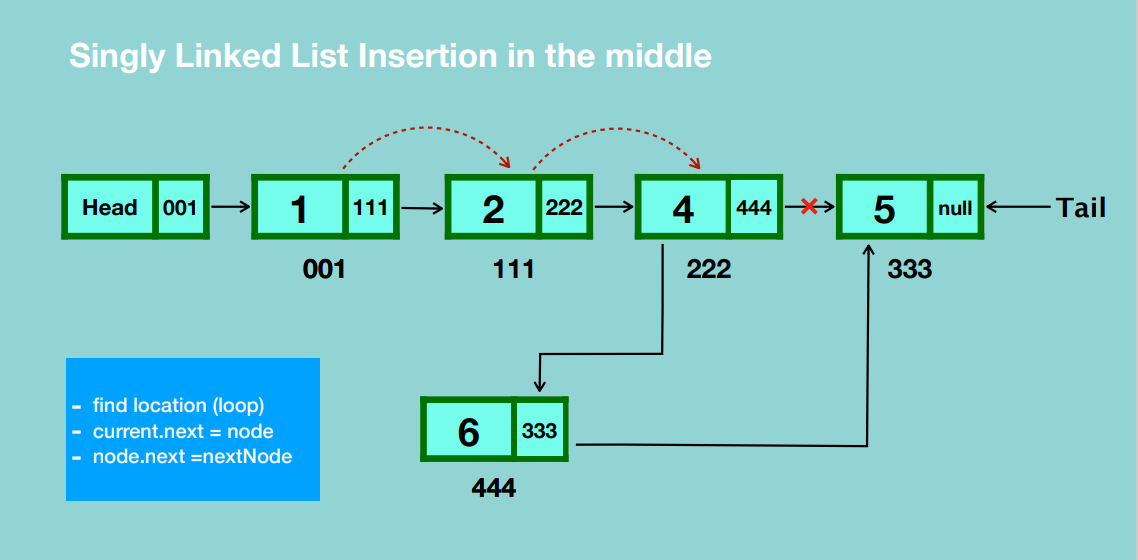 Singly Linked List Insertion in the middle
Head 001 1 111 2 222 4 444 5 null Tail
001 111 222 333
- find location (loop)
- current.next = node
- node.next =nextNode
6 333
444